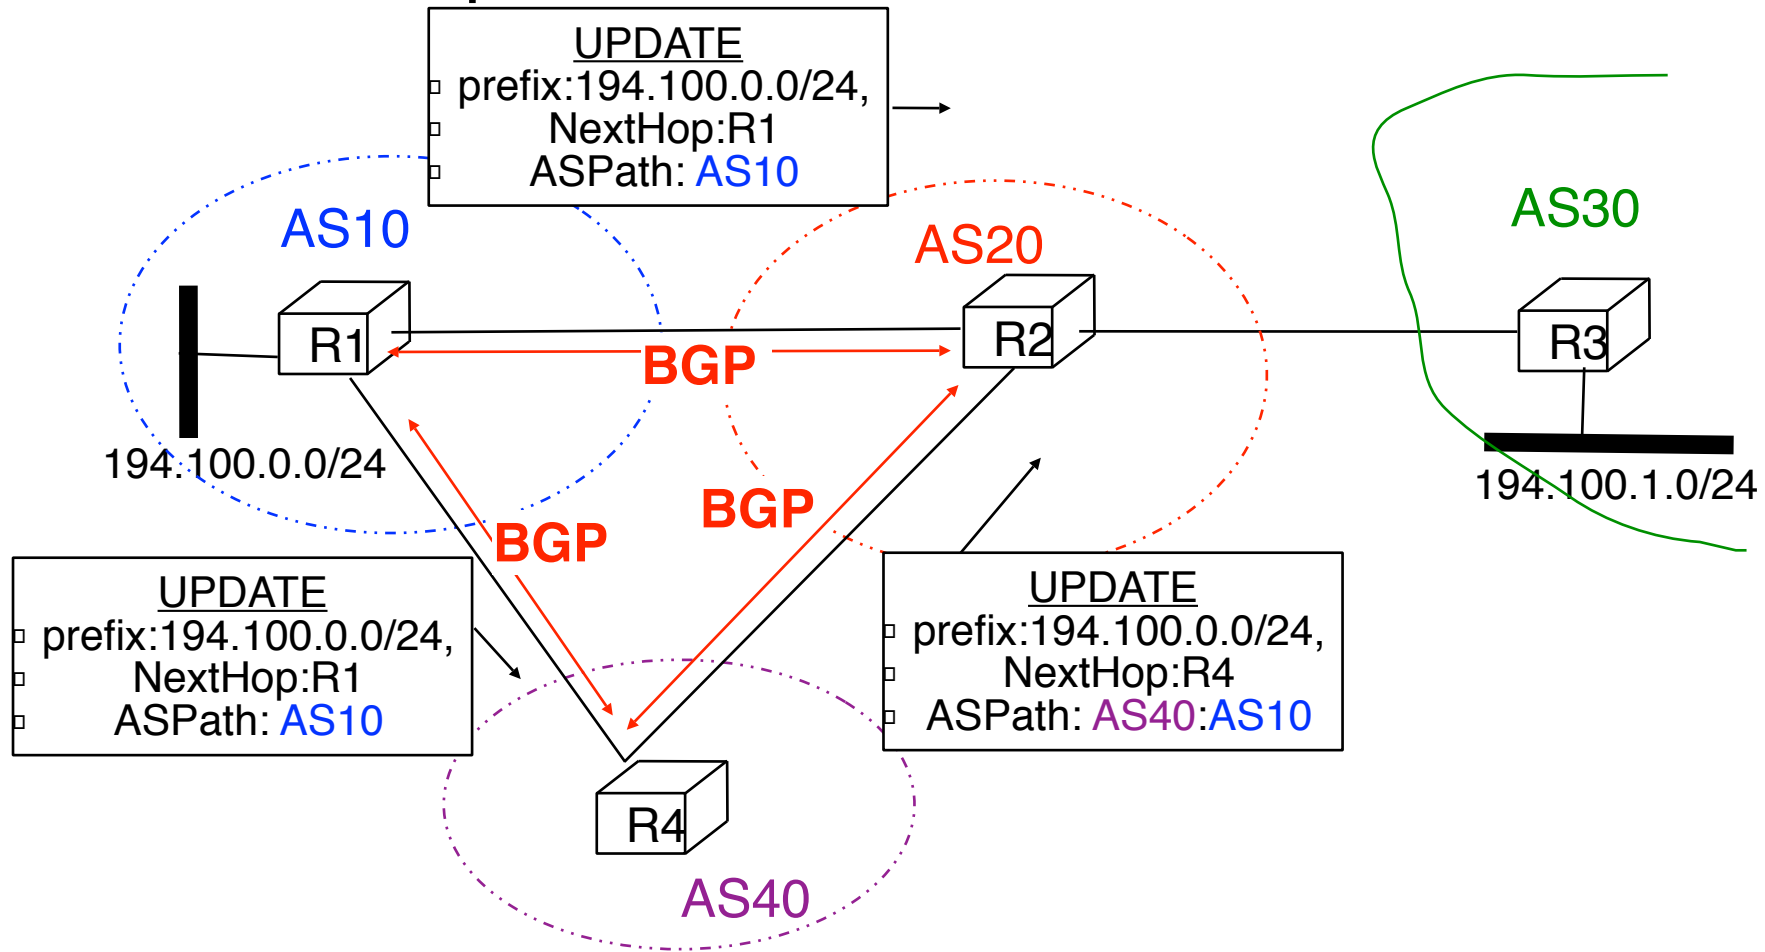 UPDATE
prefix:194.100.0.0/24,
NextHop:R1
ASPath: AS10
AS10
AS20
AS30
R1
R2
R3
BGP
194.100.0.0/24
194.100.1.0/24
BGP
BGP
UPDATE
prefix:194.100.0.0/24,
NextHop:R1
ASPath: AS10
UPDATE
prefix:194.100.0.0/24,
NextHop:R4
ASPath: AS40:AS10
R4
AS40